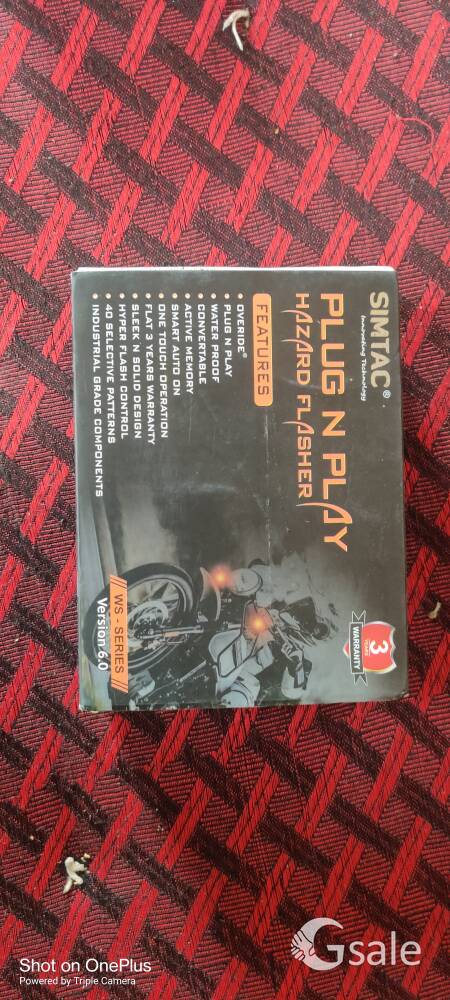 SIMTAC®
Innovating Technology
PLUG N PLAY
HAZARD FLASHER
FEATURES
• OVERIDE®
• PLUG N PLAY
• WATER PROOF
• CONVERTABLE
• ACTIVE MEMORY
• SMART AUTO ON
• ONE TOUCH OPERATION
• FLAT 3 YEARS WARRANTY
• SLEEK N SOLID DESIGN
• HYPER FLASH CONTROL
• 40 SELECTIVE PATTERNS
• INDUSTRIAL GRADE COMPONENTS
3
YEARS
WARRANTY
WS - SERIES
Version 6.0
Shot on OnePlus
Powered by Triple Camera
Gsale